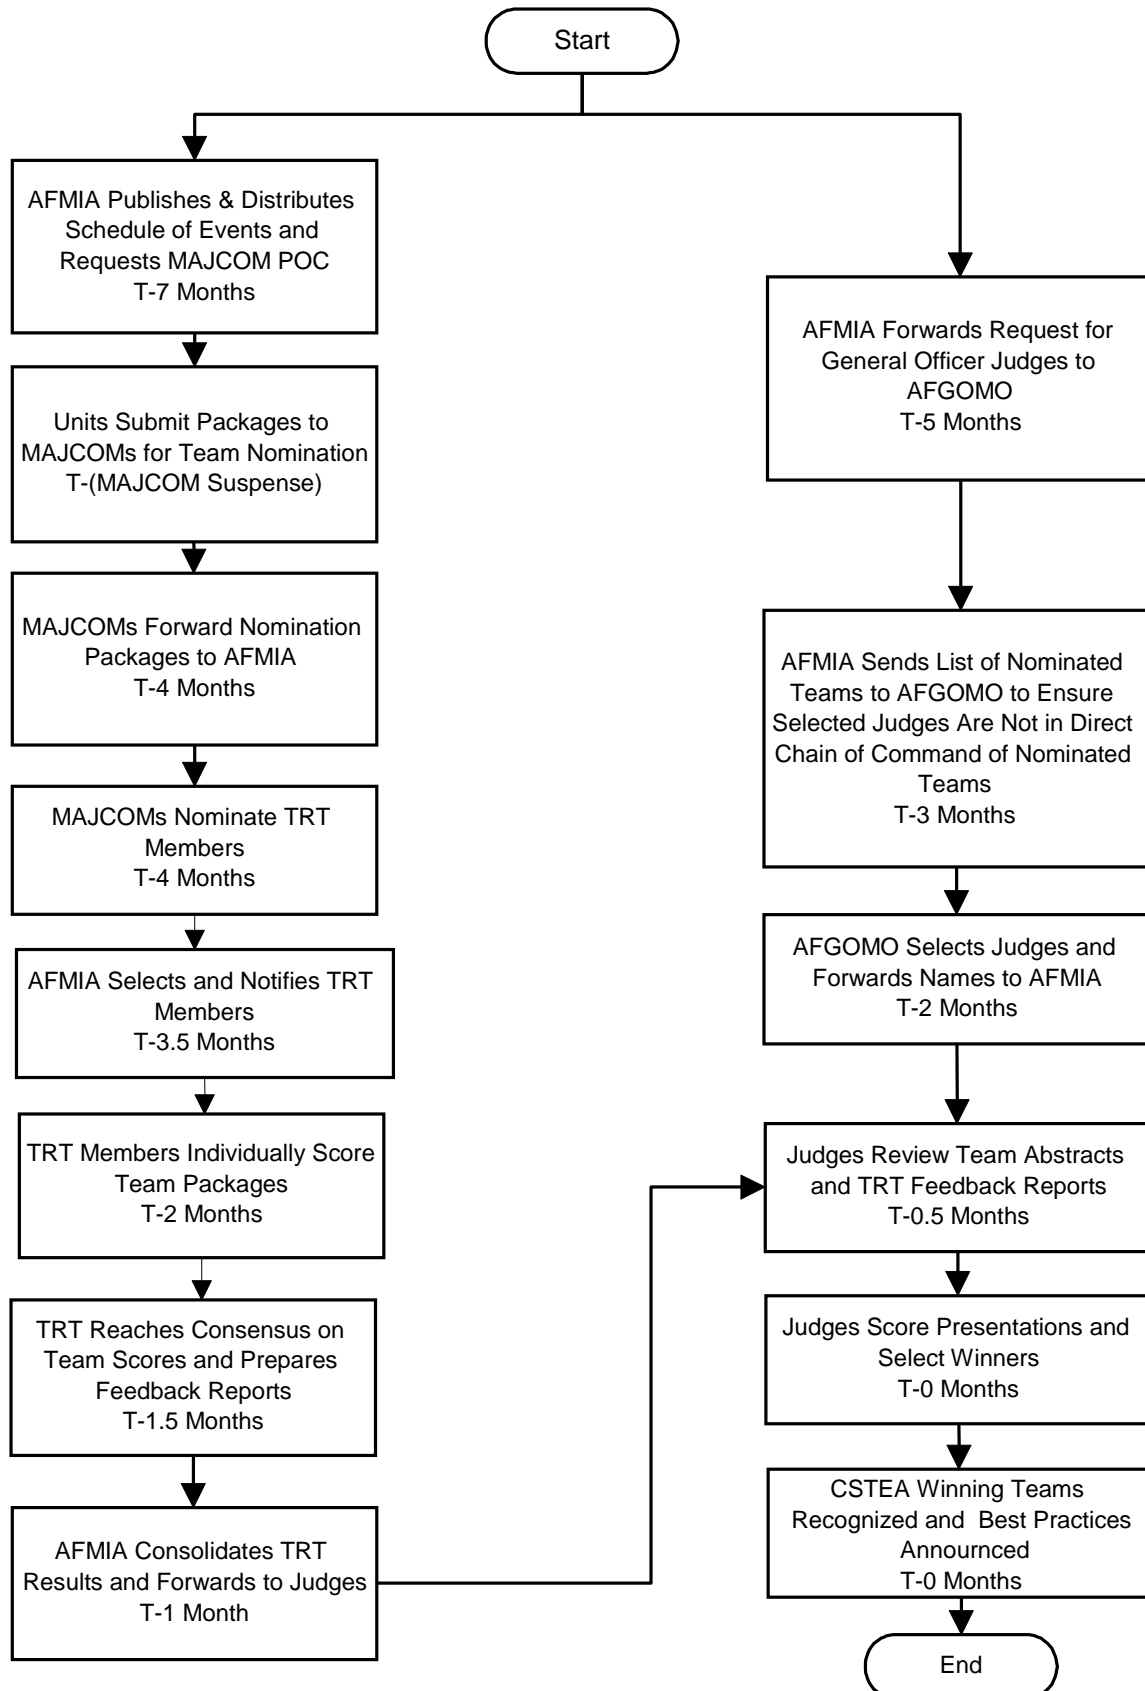 Start
AFMIA Publishes & Distributes
Schedule of Events and
Requests MAJCOM POC
T-7 Months
Units Submit Packages to
MAJCOMs for Team Nomination
T-(MAJCOM Suspense)
MAJCOMs Forward Nomination
Packages to AFMIA
T-4 Months
MAJCOMs Nominate TRT
Members
T-4 Months
AFMIA Selects and Notifies TRT
Members
T-3.5 Months
TRT Members Individually Score
Team Packages
T-2 Months
TRT Reaches Consensus on
Team Scores and Prepares
Feedback Reports
T-1.5 Months
AFMIA Consolidates TRT
Results and Forwards to Judges
T-1 Month
AFMIA Forwards Request for
General Officer Judges to
AFGOMO
T-5 Months
AFMIA Sends List of Nominated
Teams to AFGOMO to Ensure
Selected Judges Are Not in Direct
Chain of Command of Nominated
Teams
T-3 Months
AFGOMO Selects Judges and
Forwards Names to AFMIA
T-2 Months
Judges Review Team Abstracts
and TRT Feedback Reports
T-0.5 Months
Judges Score Presentations and
Select Winners
T-0 Months
CSTEA Winning Teams
Recognized and Best Practices
Announced
T-0 Months
End